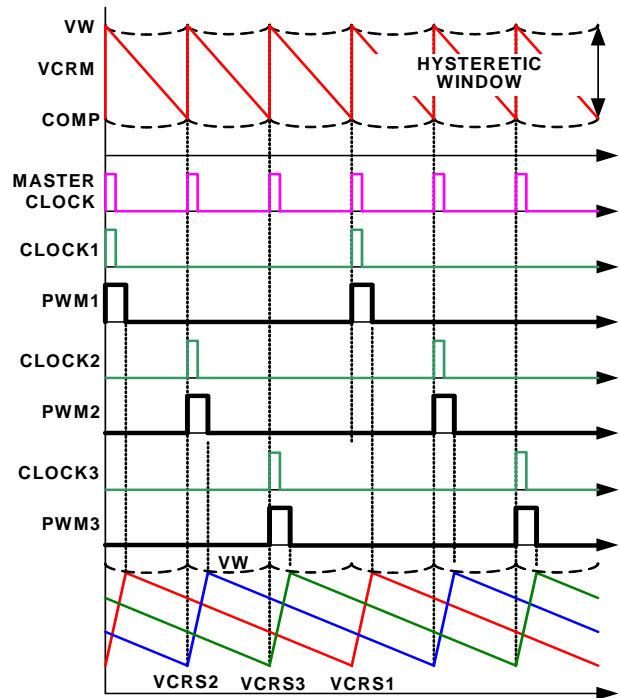 VW
VCRM
HYSTERETIC
WINDOW
COMP
MASTER
CLOCK
CLOCK1
PWM1
CLOCK2
PWM2
CLOCK3
PWM3
VW
VCRS2 VCRS3 VCRS1